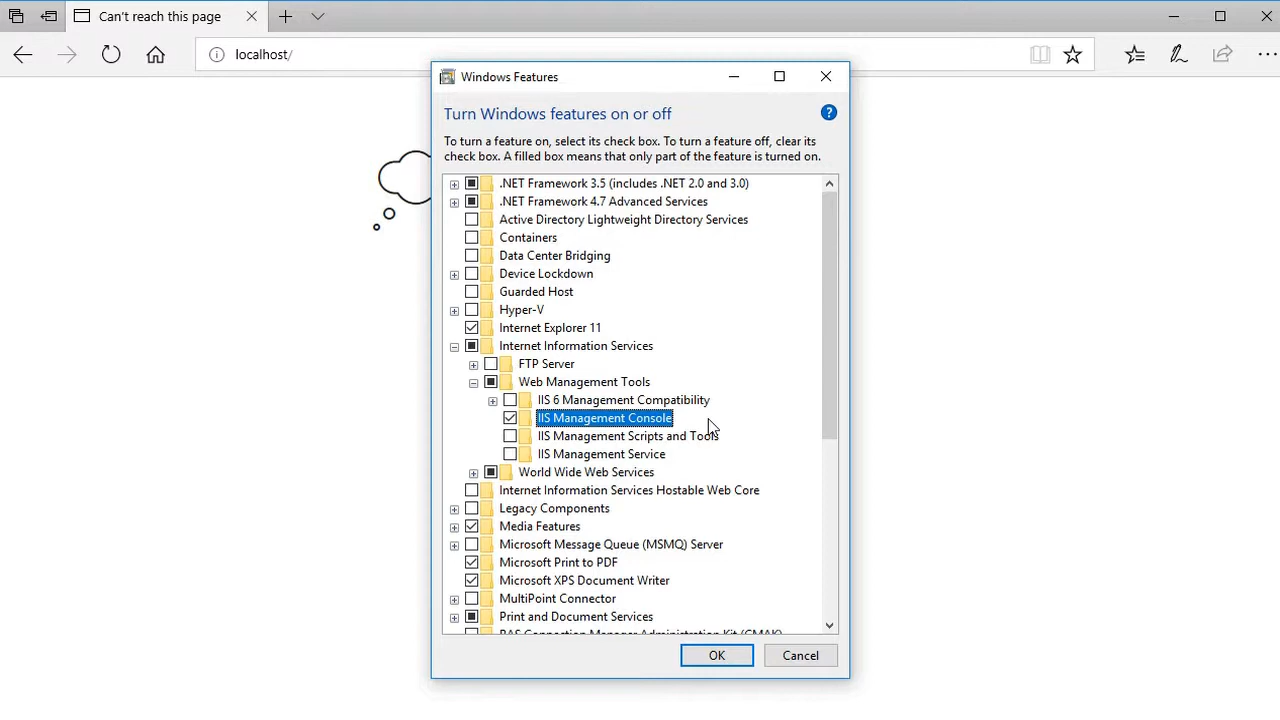 Can't reach this page
localhost/
Windows Features
Turn Windows features on or off
To turn a feature on, select its check box. To turn a feature off, clear its
check box. A filled box means that only part of the feature is turned on.
.NET Framework 3.5 (includes .NET 2.0 and 3.0)
.NET Framework 4.7 Advanced Services
Active Directory Lightweight Directory Services
Containers
Data Center Bridging
Device Lockdown
Guarded Host
Hyper-V
Internet Explorer 11
Internet Information Services
FTP Server
Web Management Tools
IIS 6 Management Compatibility
IIS Management Console
IIS Management Scripts and Tools
IIS Management Service
World Wide Web Services
Internet Information Services Hostable Web Core
Legacy Components
Media Features
Microsoft Message Queue (MSMQ) Server
Microsoft Print to PDF
Microsoft XPS Document Writer
MultiPoint Connector
Print and Document Services
RAS Connection Manager Administration Kit (CMAK)
OK Cancel